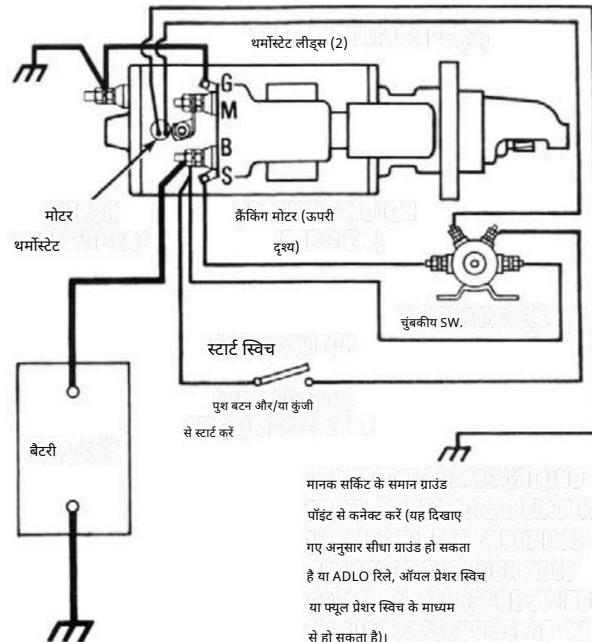 थर्मोस्टेट लीड्स (2)
G
M
B
S
मोटर
थर्मोस्टेट
क्रैंकिंग मोटर (ऊपरी
दृश्य)
चुंबकीय SW.
स्टार्ट स्विच
पुश बटन और/या कुंजी
से स्टार्ट करें
बैटरी
मानक सर्किट के समान ग्राउंड
पॉइंट से कनेक्ट करें (यह दिखाए
गए अनुसार सीधा ग्राउंड हो सकता
है या ADLO रिले, ऑयल प्रेशर स्विच
या फ्यूल प्रेशर स्विच के माध्यम
से हो सकता है)।